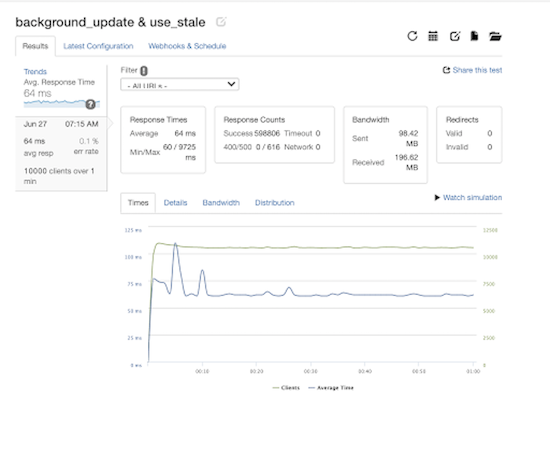 background_update & use_stale
Results Latest Configuration Webhooks & Schedule
Trends
Avg. Response Time
64 ms
?
Jun 27 07:15 AM
64 ms 0.1 %
avg resp err rate
10000 clients over 1
min
Filter !
- All URLs -
Share this test
Response Times
Average 64 ms
Min/Max 60 / 9725
ms
Response Counts
Success 598806 Timeout 0
400/500 0 / 616 Network 0
Bandwidth
Sent 98.42
MB
Received 196.62
MB
Redirects
Valid 0
Invalid 0
Times Details Bandwidth Distribution
Watch simulation
125 ms 12500
100 ms 10000
75 ms 7500
50 ms 5000
25 ms 2500
0 ms 0
00:10 00:20 00:30 00:40 00:50 01:00
Clients Average Time